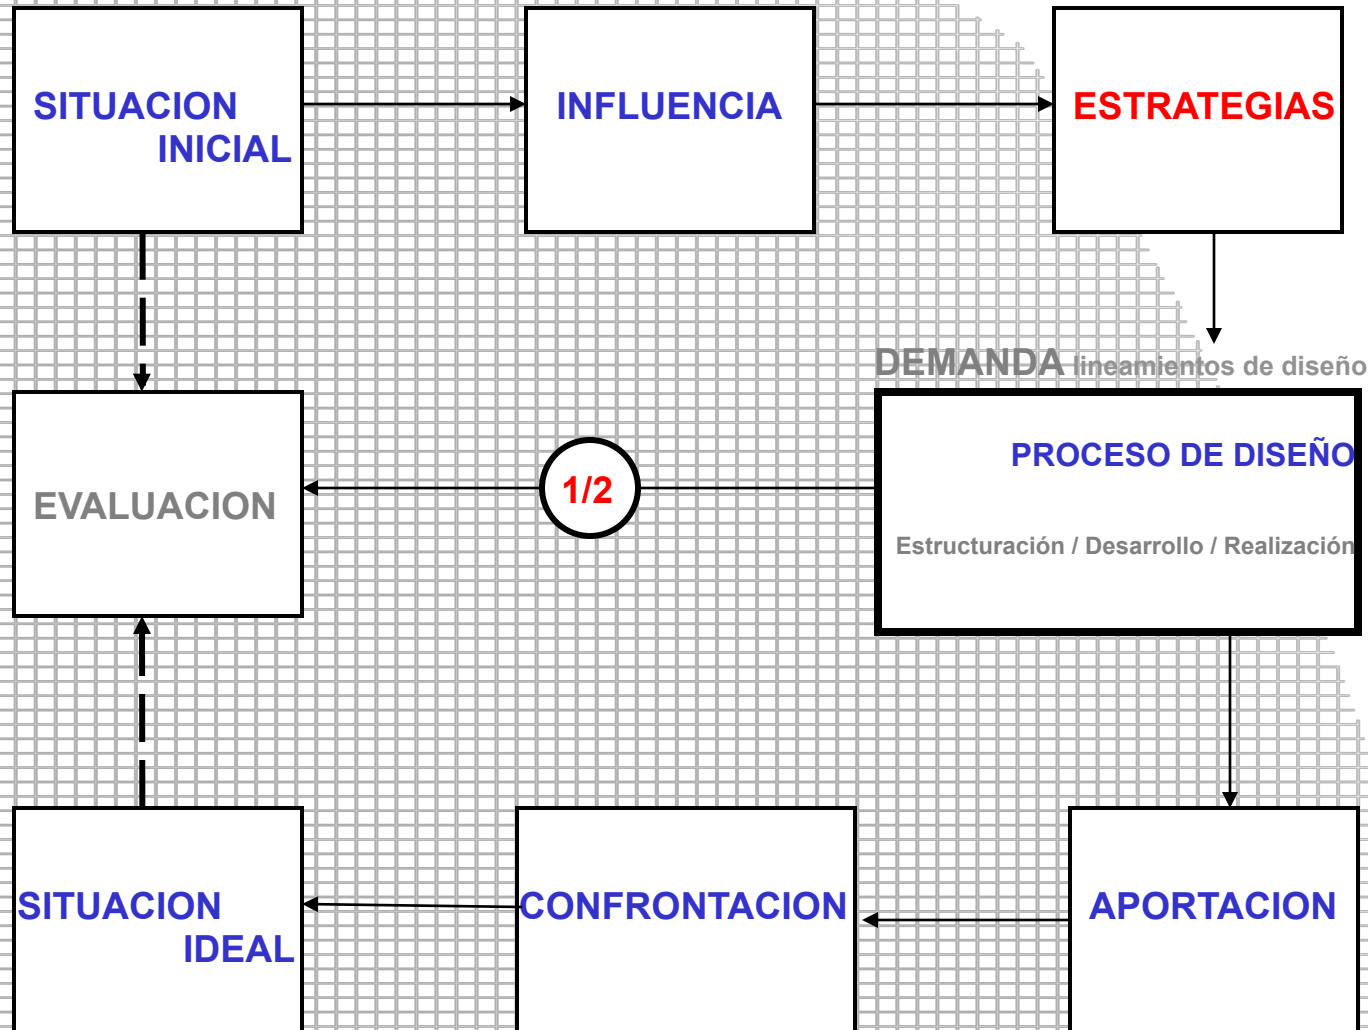 SITUACION
INICIAL
INFLUENCIA
ESTRATEGIAS
DEMANDA lineamientos de diseño
PROCESO DE DISEÑO
Estructuración / Desarrollo / Realización
1/2
EVALUACION
SITUACION
IDEAL
CONFRONTACION
APORTACION